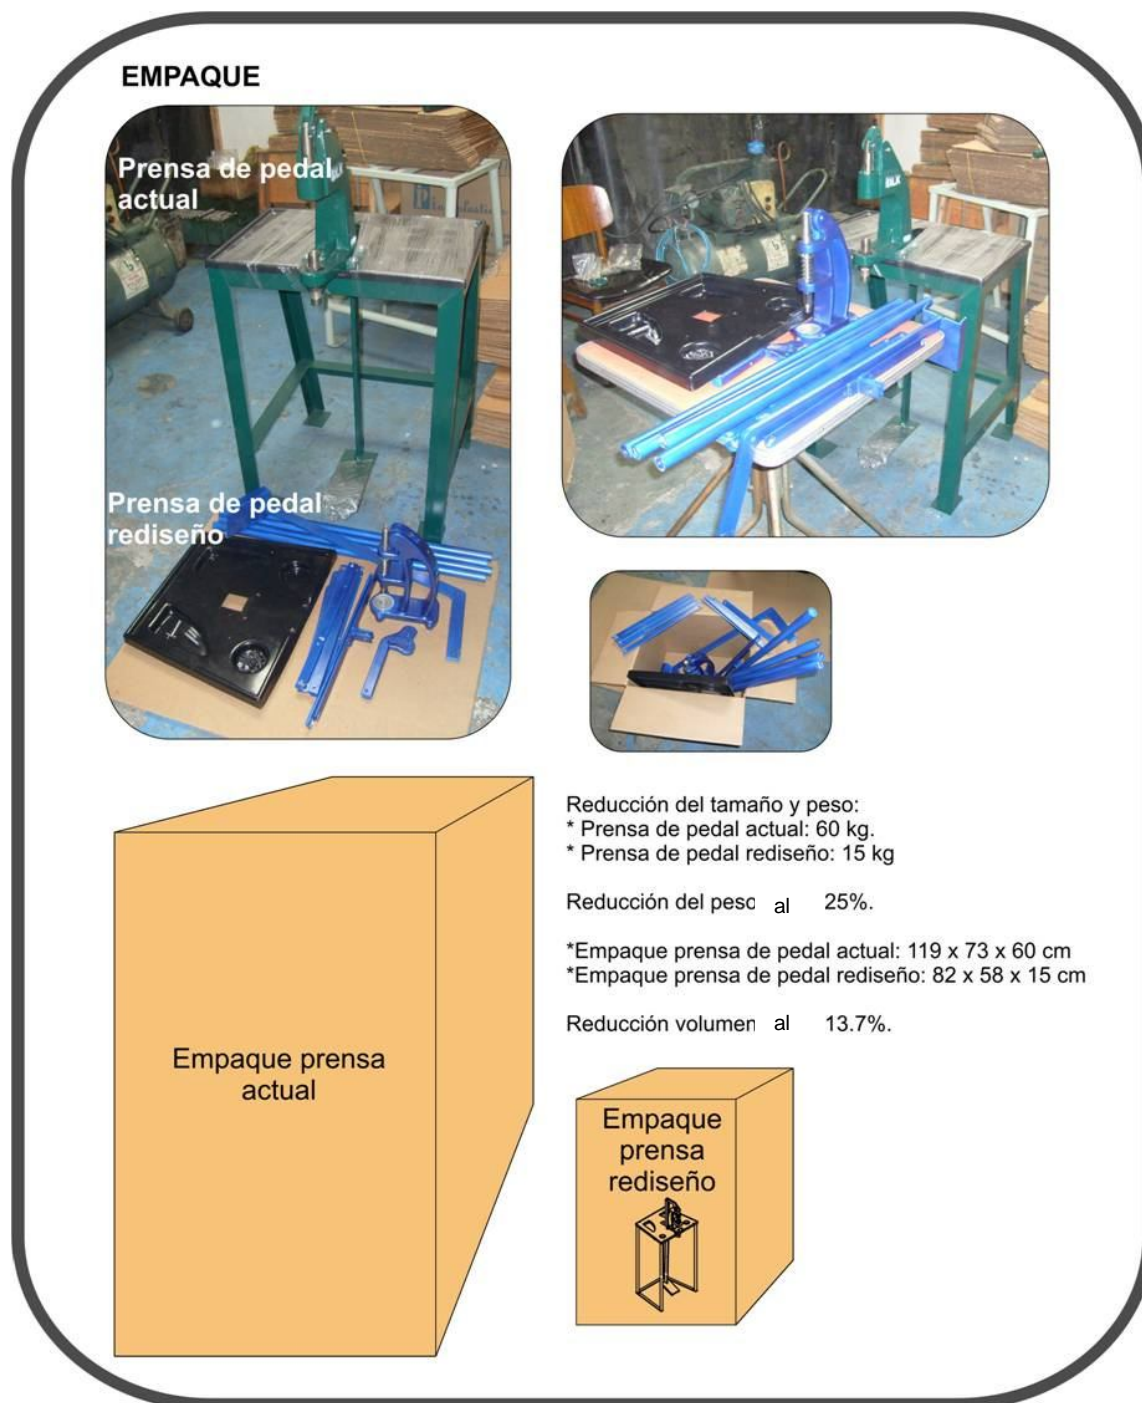 EMPAQUE
Prensa de pedal
actual
Prensa de pedal
rediseño
Reducción del tamaño y peso:
* Prensa de pedal actual: 60 kg.
* Prensa de pedal rediseño: 15 kg
Reducción del peso al 25%.
*Empaque prensa de pedal actual: 119 x 73 x 60 cm
*Empaque prensa de pedal rediseño: 82 x 58 x 15 cm
Reducción volumen al 13.7%.
Empaque prensa
actual
Empaque
prensa
rediseño